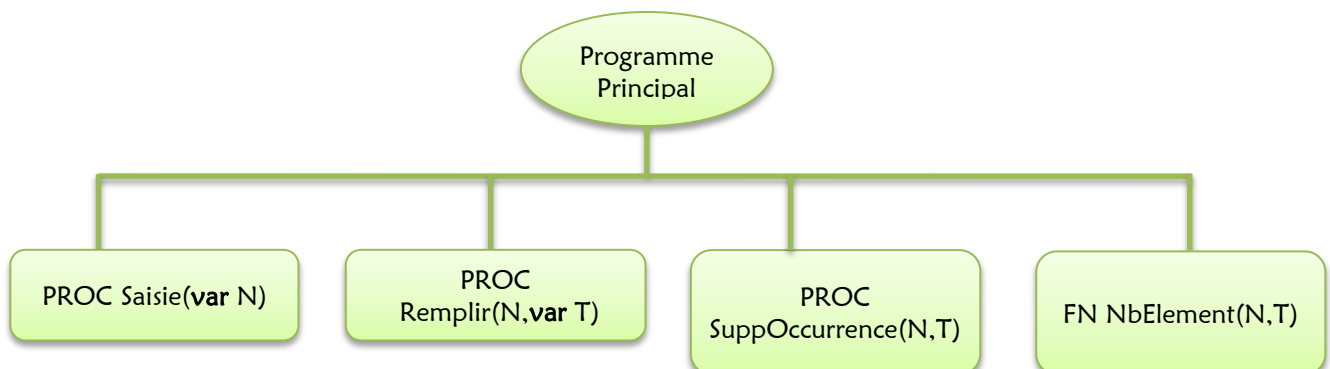 Programme
Principal
PROC Saisie(var N)
PROC
Remplir(N,var T)
PROC
SuppOccurrence(N,T)
FN NbElement(N,T)